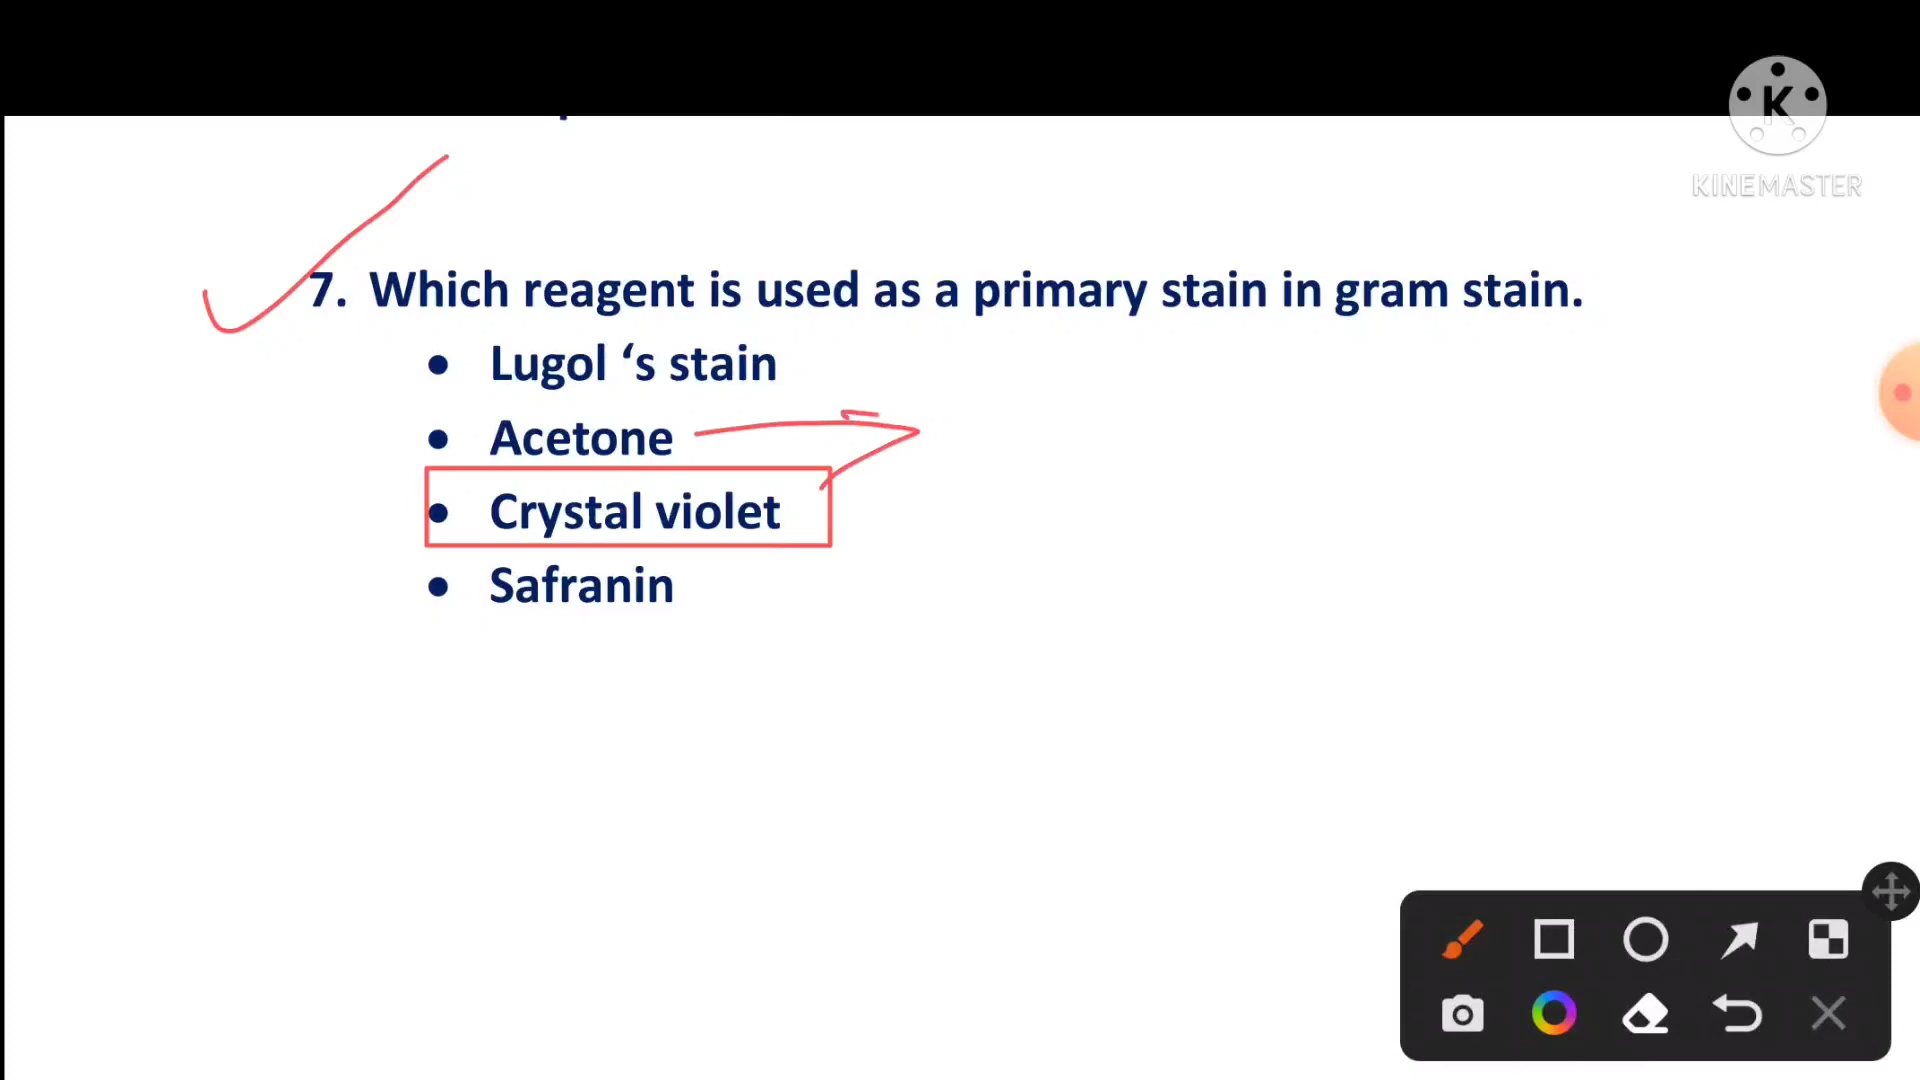 K
KINEMASTER
7. Which reagent is used as a primary stain in gram stain.
• Lugol ‘s stain
• Acetone
• Crystal violet
• Safranin